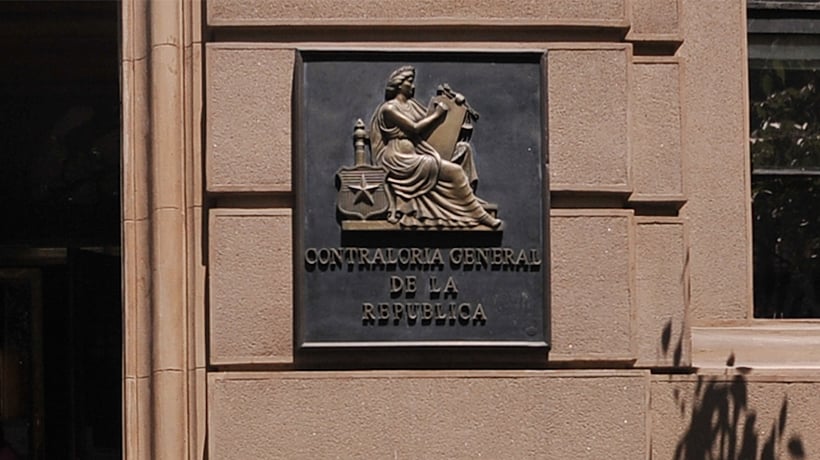 CONTRALORIA GENERAL
DE LA
REPUBLICA